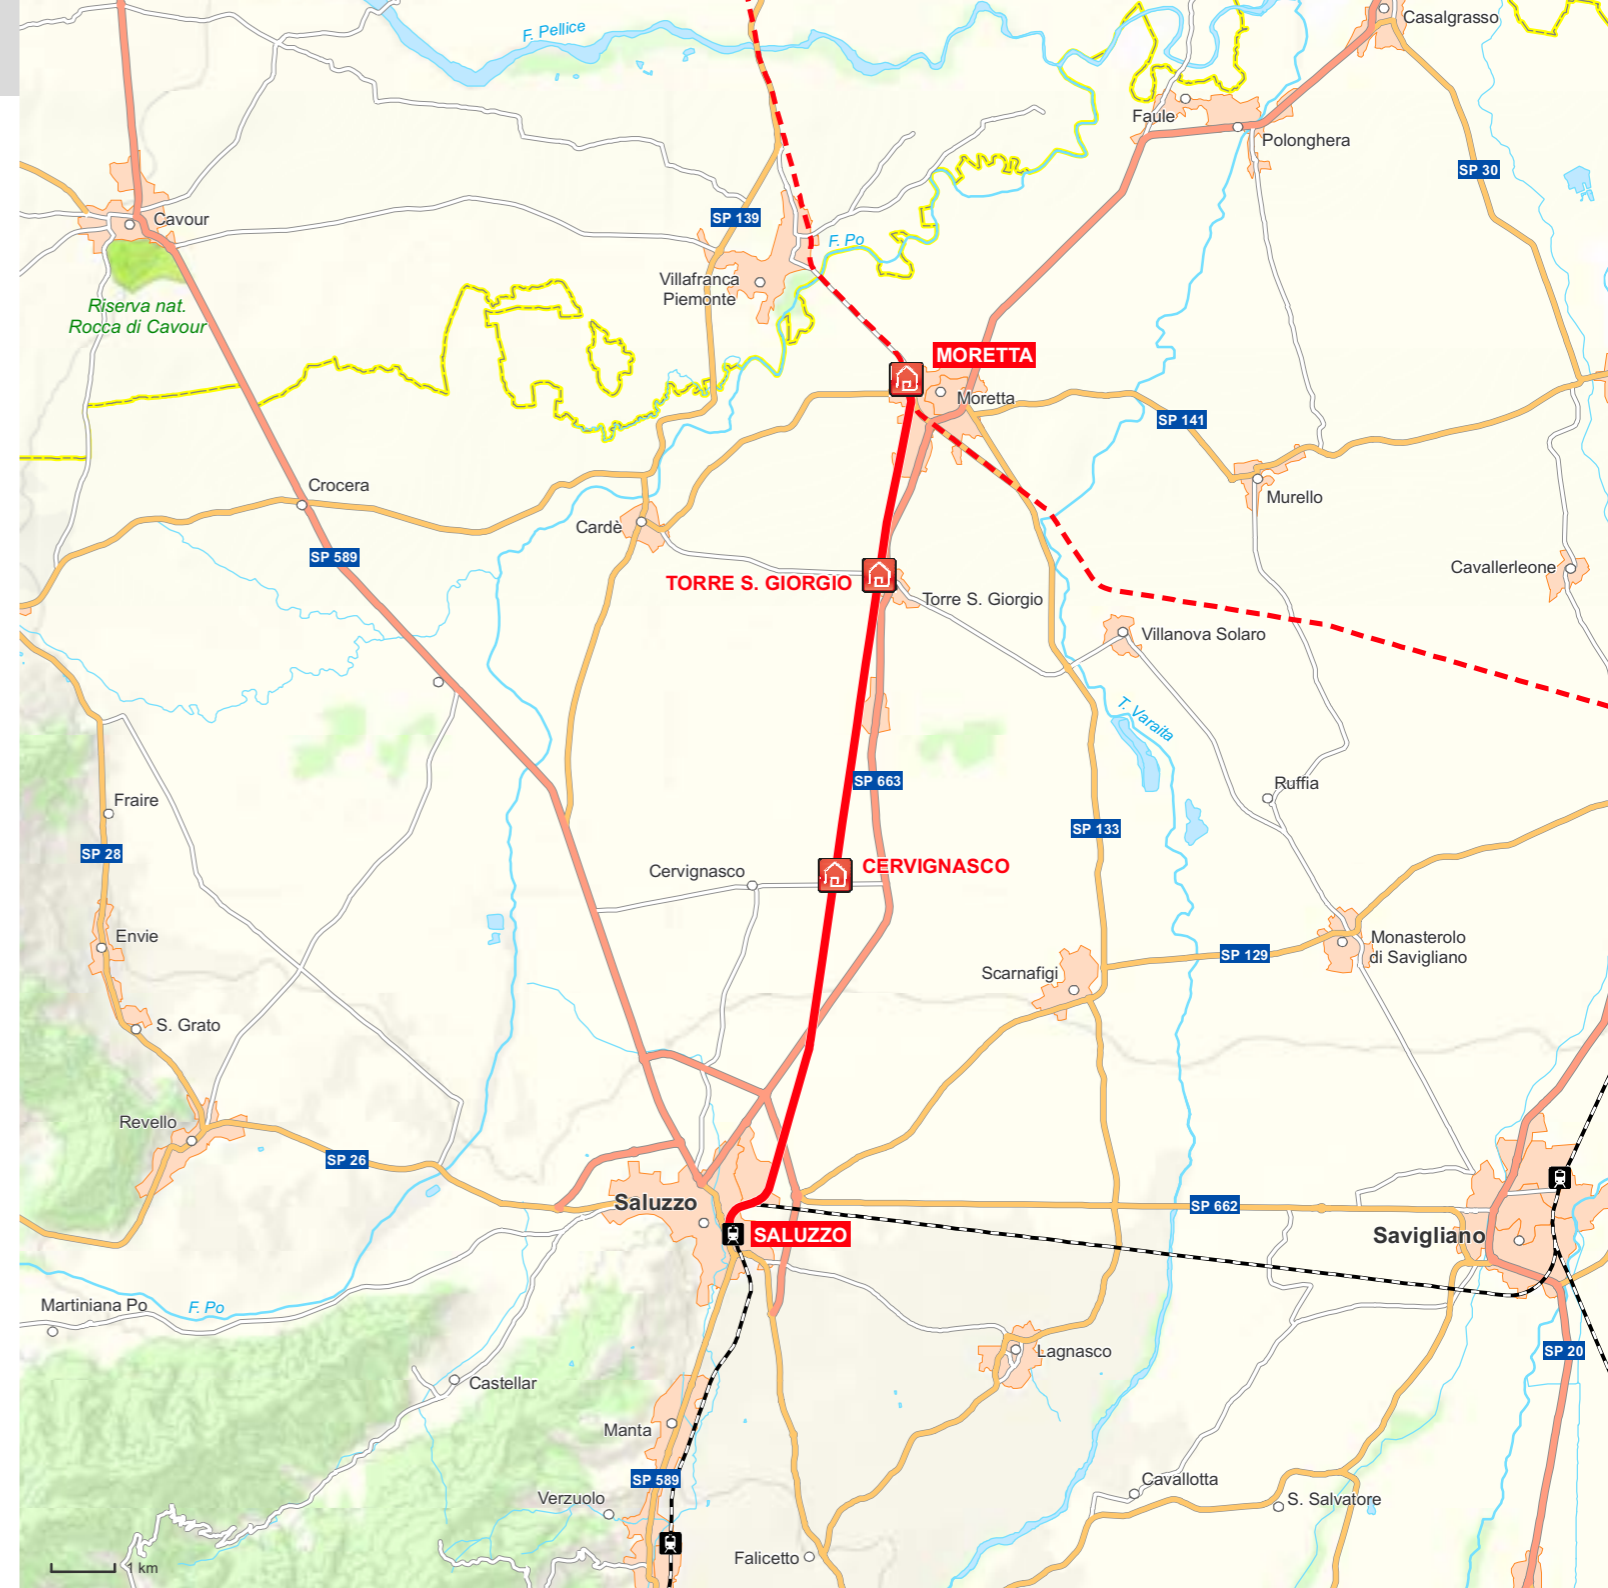 F. Pellice
Casalgrasso
Faule
Polonghera
SP 30
Cavour
SP 139
F. Po
Villafranca
Piemonte
Riserva nat.
Rocca di Cavour
MORETTA
Moretta
SP 141
Crocera
Murello
Cardè
SP 589
Cavallerleone
TORRE S. GIORGIO
Torre S. Giorgio
Villanova Solaro
T. Varaita
SP 663
Ruffia
Fraire
SP 133
SP 28
Cervignasco
CERVIGNASCO
Envie
Monasterolo
di Savigliano
SP 129
Scarnafigi
S. Grato
Revello
SP 26
Saluzzo
SP 662
SALUZZO
Savigliano
Martiniana Po
F. Po
Lagnasco
SP 20
Castellar
Manta
SP 589
Cavallotta
Verzuolo
S. Salvatore
Falicetto
1 km